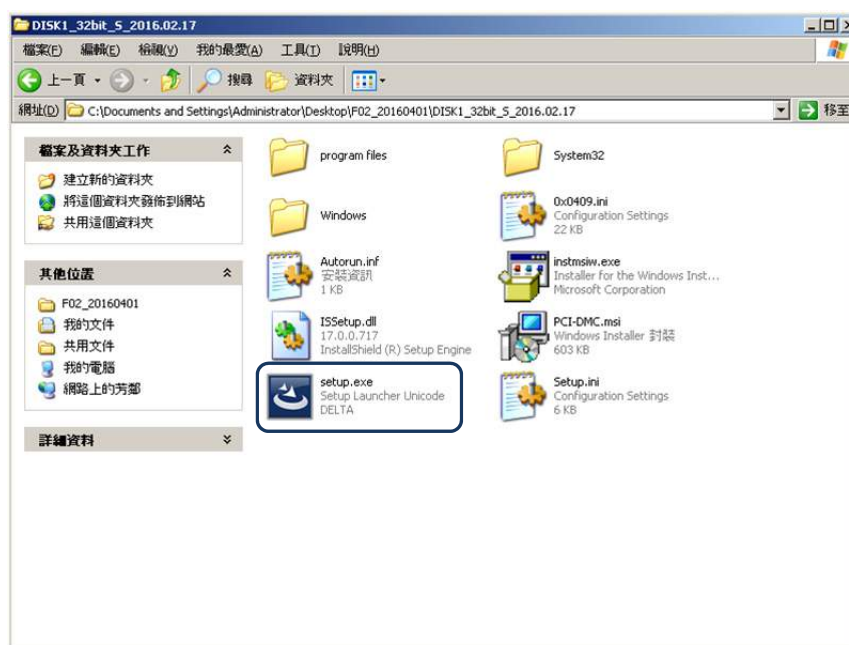 DISK1_32bit_5_2016.02.17
檔案(F) 編輯(E) 檢視(V) 我的最愛(A) 工具(T) 說明(H)
上一頁 搜尋 資料夾
網址(D) C:\Documents and Settings\Administrator\Desktop\F02_20160401\DISK1_32bit_5_2016.02.17 移至
檔案及資料夾工作
建立新的資料夾
將這個資料夾發佈到網站
共用這個資料夾
其他位置
F02_20160401
我的文件
共用文件
我的電腦
網路上的芳鄰
詳細資料
program files
System32
Windows
0x0409.ini
Configuration Settings
22 KB
Autorun.inf
安裝資訊
1 KB
instmsiw.exe
Installer for the Windows Inst...
Microsoft Corporation
ISSetup.dll
17.0.0.717
InstallShield (R) Setup Engine
PCI-DMC.msi
Windows Installer 封裝
603 KB
setup.exe
Setup Launcher Unicode
DELTA
Setup.ini
Configuration Settings
6 KB